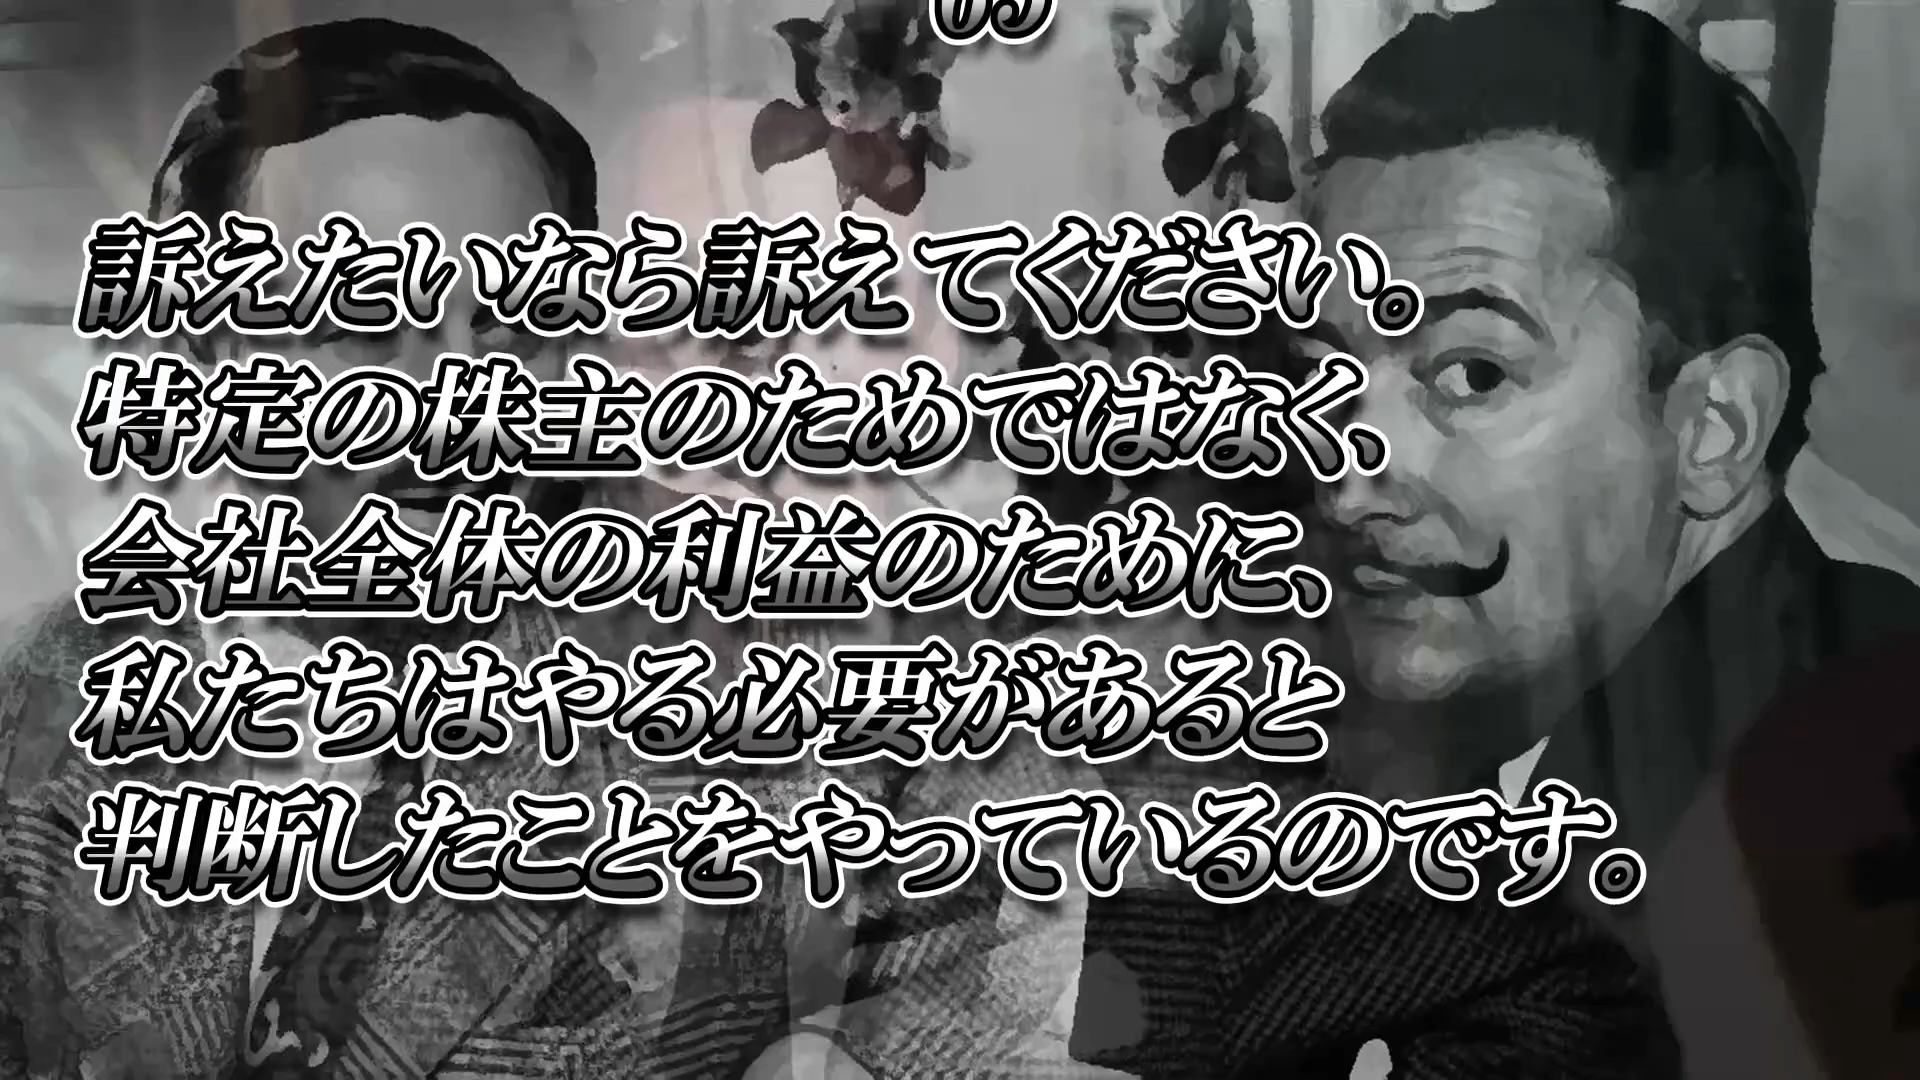 訴えたいなら訴えてください。
特定の株主のためではなく、
会社全体の利益のために、
私たちはやる必要があると
判断したことをやっているのです。